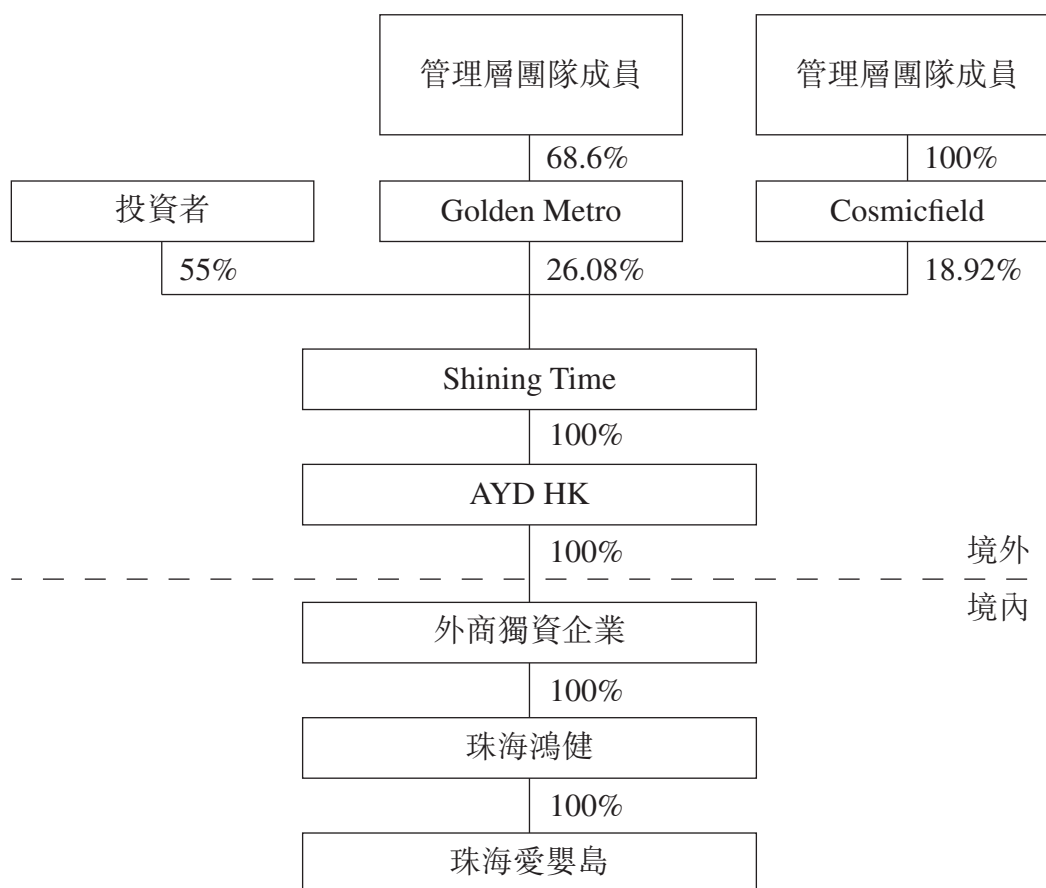 管理層團隊成員
管理層團隊成員
68.6%
100%
投資者
Golden Metro
Cosmicfield
55%
26.08%
18.92%
Shining Time
100%
AYD HK
100%
境外
境內
外商獨資企業
100%
珠海鴻健
100%
珠海愛嬰島